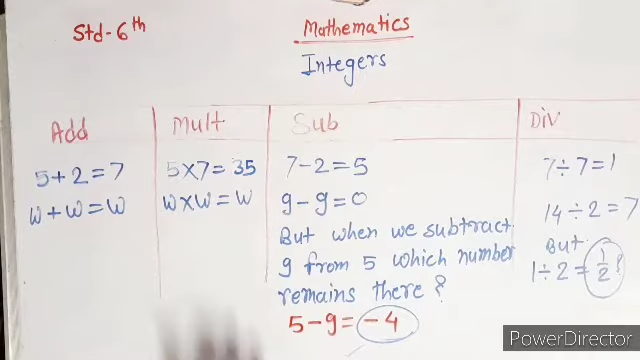 Std-6th
Mathematics
Integers
Add
5+2=7
W+W=W
Mult
5×7=35
W×W=W
Sub
7-2=5
9-9=0
But when we subtract
9 from 5 which number
remains there?
5-9=-4
Div
7÷7=1
14÷2=7
But
1÷2=1/2?
PowerDirector